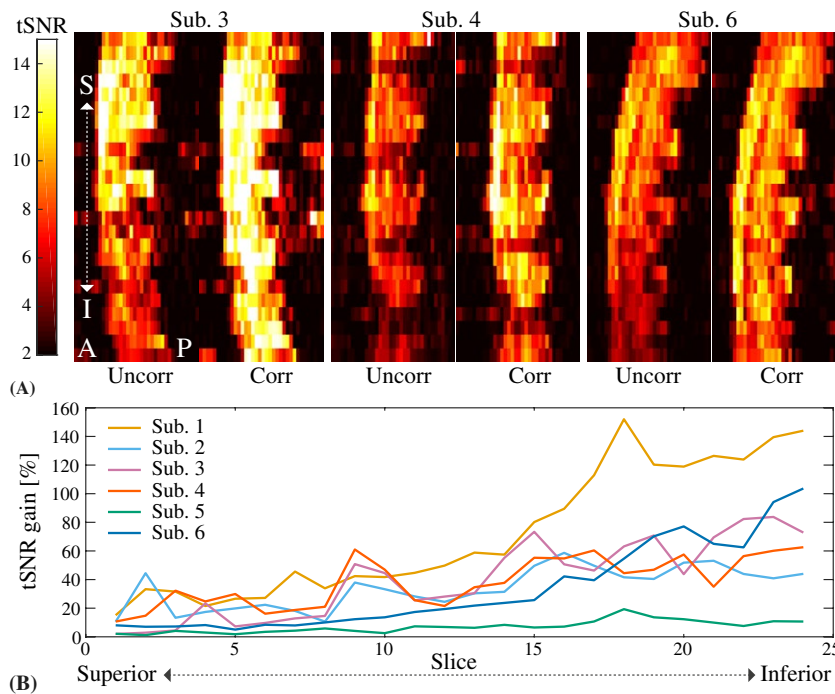 tSNR
Sub. 3
Sub. 4
Sub. 6
14
12
10
8
6
4
2
S
I
A
P
Uncorr
Corr
Uncorr
Corr
Uncorr
Corr
(A)
160
140
120
100
80
60
40
20
0
tSNR gain [%]
Sub. 1
Sub. 2
Sub. 3
Sub. 4
Sub. 5
Sub. 6
0
5
10
15
20
25
Slice
(B)
Superior
Inferior